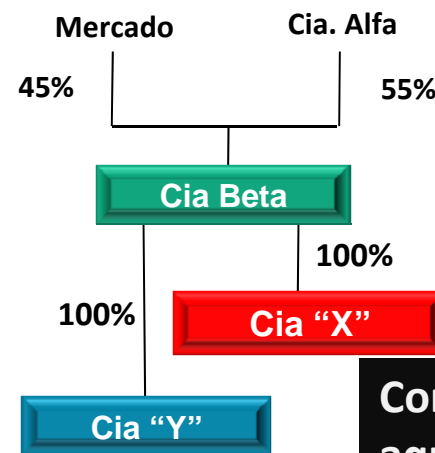 Mercado
Cia. Alfa
45%
55%
Cia Beta
100%
100%
Cia “X”
Cia “Y”